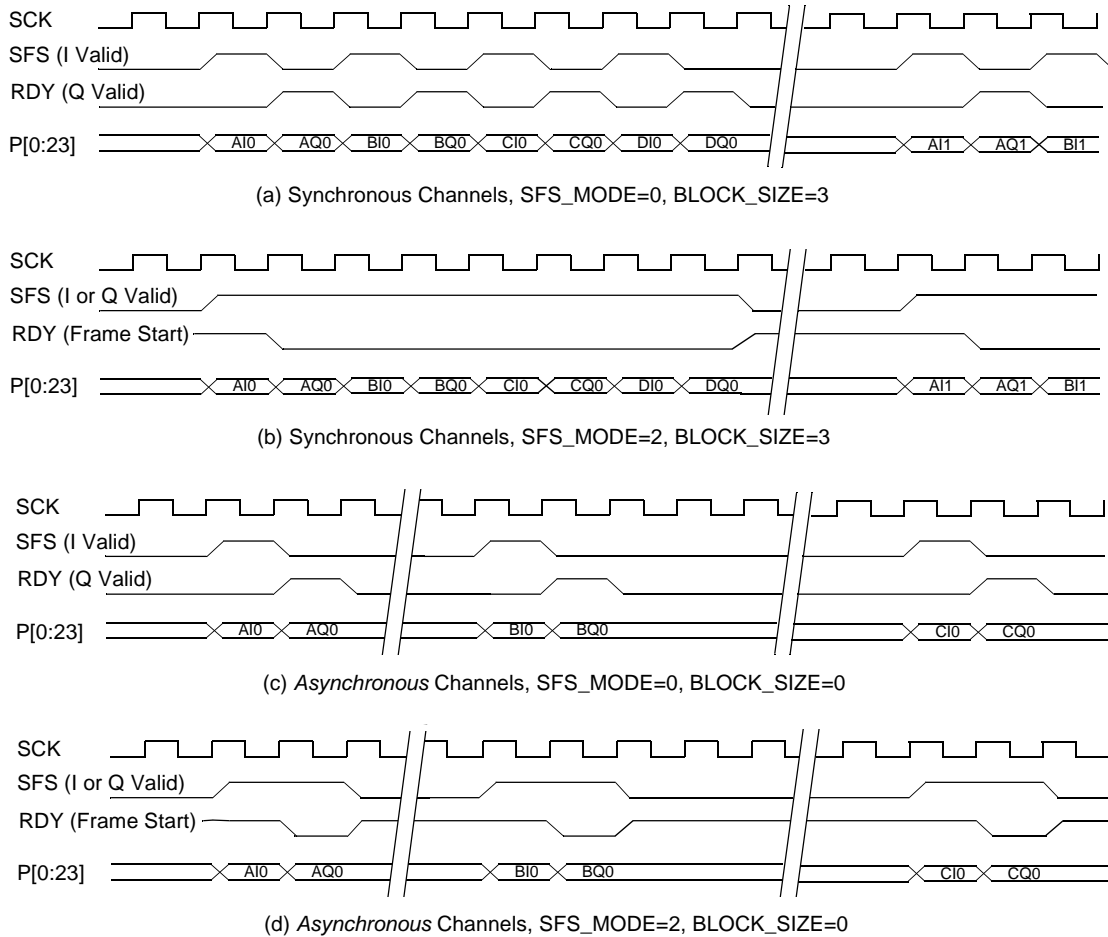 SCK
SFS (I Valid)
RDY (Q Valid)
P[0:23] AI0 AQ0 BI0 BQ0 CI0 CQ0 DI0 DQ0 AI1 AQ1 BI1
(a) Synchronous Channels, SFS_MODE=0, BLOCK_SIZE=3
SCK
SFS (I or Q Valid)
RDY (Frame Start)
P[0:23] AI0 AQ0 BI0 BQ0 CI0 CQ0 DI0 DQ0 AI1 AQ1 BI1
(b) Synchronous Channels, SFS_MODE=2, BLOCK_SIZE=3
SCK
SFS (I Valid)
RDY (Q Valid)
P[0:23] AI0 AQ0 BI0 BQ0 CI0 CQ0
(c) Asynchronous Channels, SFS_MODE=0, BLOCK_SIZE=0
SCK
SFS (I or Q Valid)
RDY (Frame Start)
P[0:23] AI0 AQ0 BI0 BQ0 CI0 CQ0
(d) Asynchronous Channels, SFS_MODE=2, BLOCK_SIZE=0